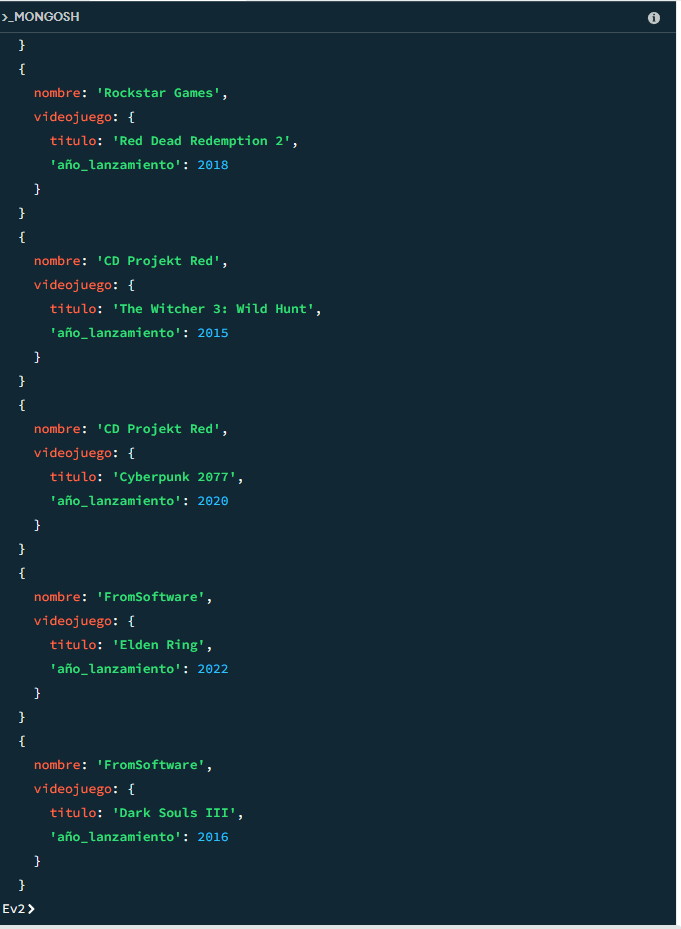 >_MONGOSH
}
{
nombre: 'Rockstar Games',
videojuego: {
titulo: 'Red Dead Redemption 2',
'año_lanzamiento': 2018
}
}
{
nombre: 'CD Projekt Red',
videojuego: {
titulo: 'The Witcher 3: Wild Hunt',
'año_lanzamiento': 2015
}
}
{
nombre: 'CD Projekt Red',
videojuego: {
titulo: 'Cyberpunk 2077',
'año_lanzamiento': 2020
}
}
{
nombre: 'FromSoftware',
videojuego: {
titulo: 'Elden Ring',
'año_lanzamiento': 2022
}
}
{
nombre: 'FromSoftware',
videojuego: {
titulo: 'Dark Souls III',
'año_lanzamiento': 2016
}
}
Ev2>